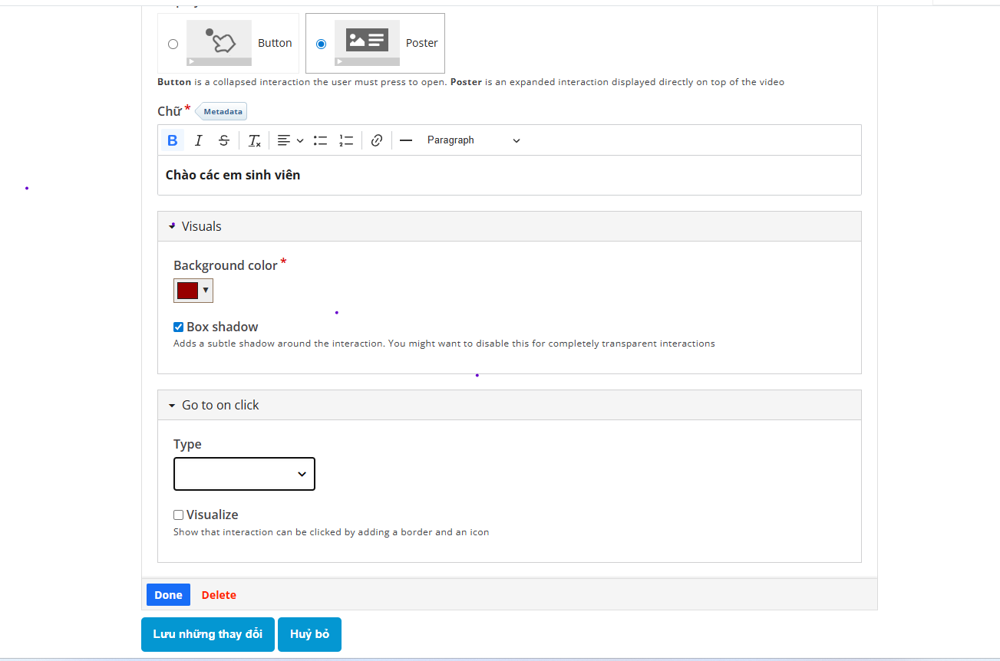 Button
Poster
Button is a collapsed interaction the user must press to open. Poster is an expanded interaction displayed directly on top of the video
Chữ * Metadata
B I S Tx Paragraph
Chào các em sinh viên
Visuals
Background color *
Box shadow
Adds a subtle shadow around the interaction. You might want to disable this for completely transparent interactions
Go to on click
Type
Visualize
Show that interaction can be clicked by adding a border and an icon
Done Delete
Lưu những thay đổi Huỷ bỏ